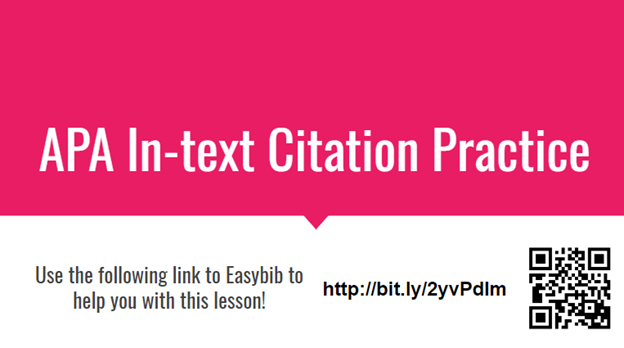 APA In-text Citation Practice
Use the following link to Easybib to
help you with this lesson!
http://bit.ly/2yvPdlm